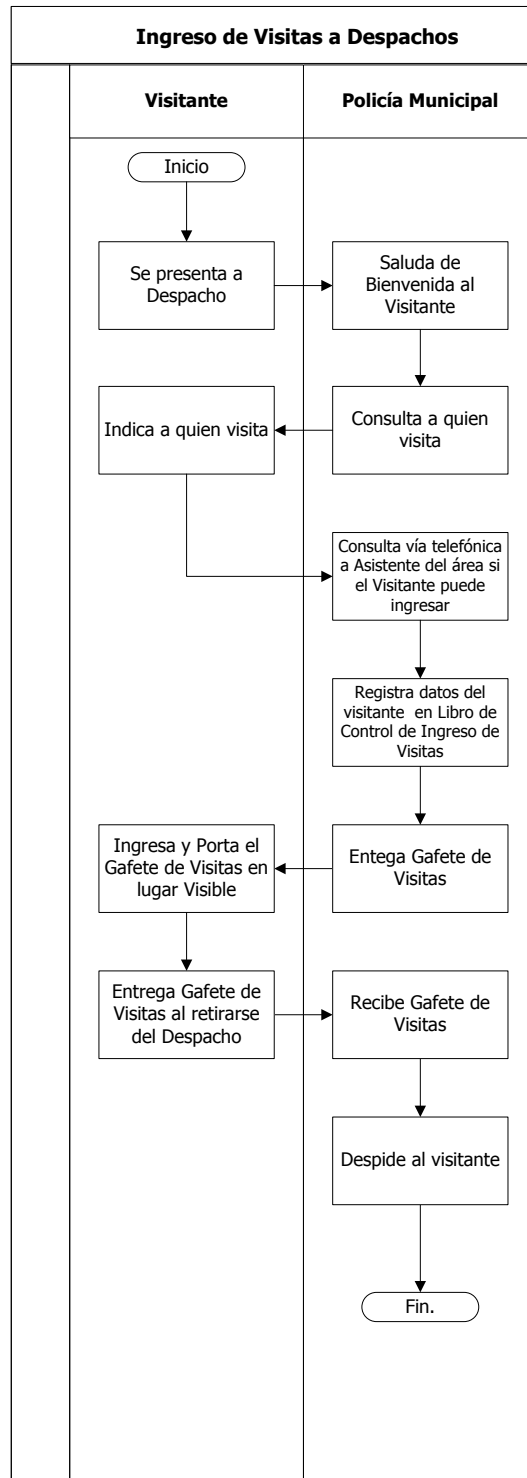 Ingreso de Visitas a Despachos
Visitante
Policía Municipal
Inicio
Se presenta a
Despacho
Saluda de
Bienvenida al
Visitante
Consulta a quien
visita
Indica a quien visita
Consulta vía telefónica
a Asistente del área si
el Visitante puede
ingresar
Registra datos del
visitante en Libro de
Control de Ingreso de
Visitas
Entega Gafete de
Visitas
Ingresa y Porta el
Gafete de Visitas en
lugar Visible
Entrega Gafete de
Visitas al retirarse
del Despacho
Recibe Gafete de
Visitas
Despide al visitante
Fin.